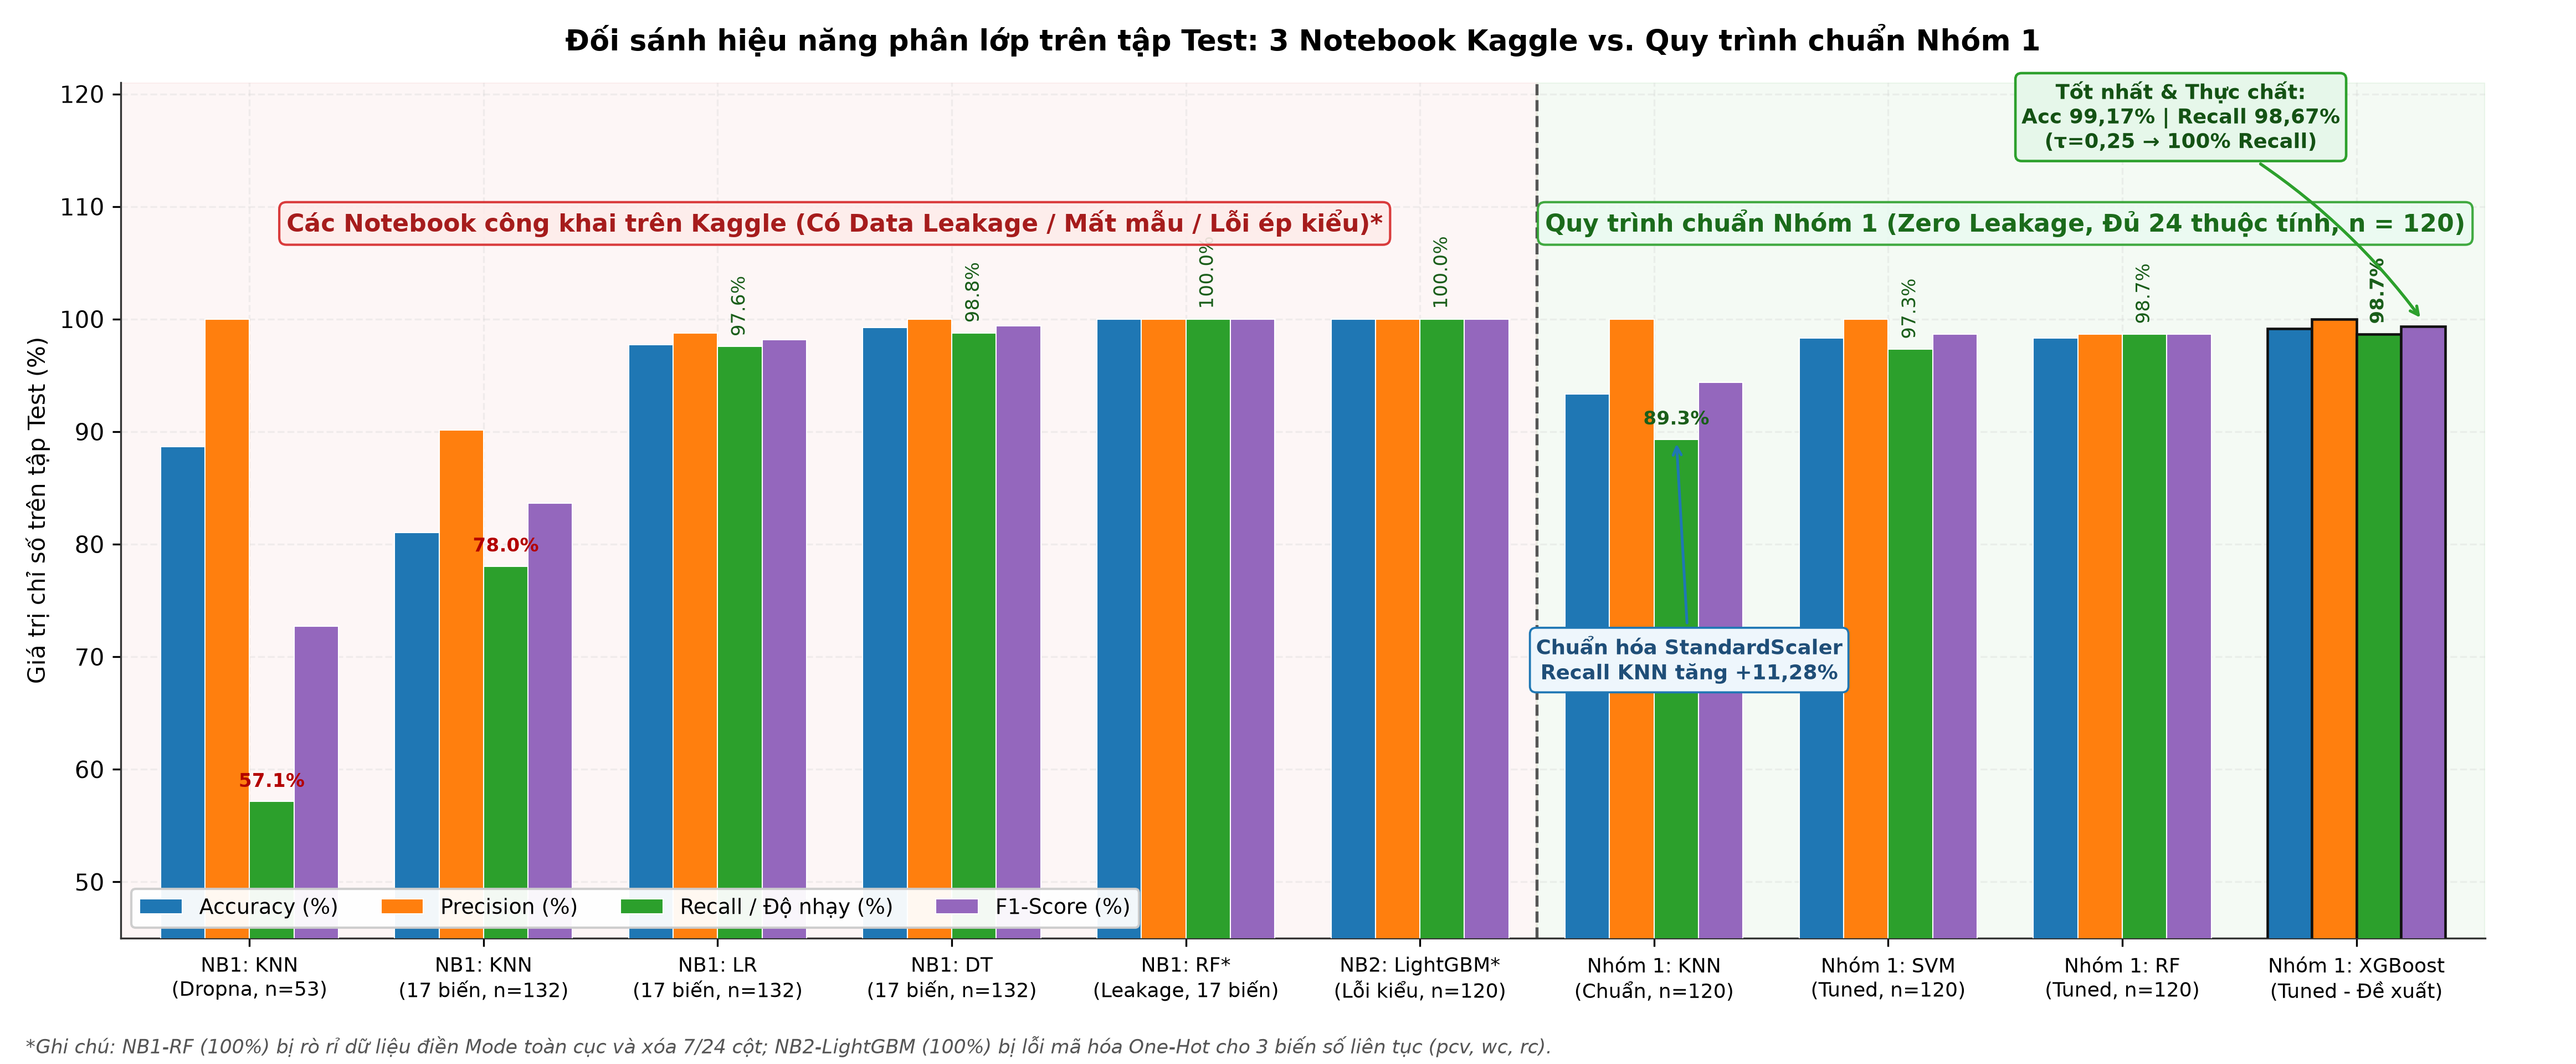 Đối sánh hiệu năng phân lớp trên tập Test: 3 Notebook Kaggle vs. Quy trình chuẩn Nhóm 1
Tốt nhất & Thực chất:
Acc 99,17% | Recall 98,67%
(τ=0,25 → 100% Recall)
Các Notebook công khai trên Kaggle (Có Data Leakage / Mất mẫu / Lỗi ép kiểu)*
Quy trình chuẩn Nhóm 1 (Zero Leakage, Đủ 24 thuộc tính, n = 120)
Giá trị chỉ số trên tập Test (%)
120
110
100
90
80
70
60
50
57.1%
78.0%
97.6%
98.8%
100.0%
100.0%
89.3%
97.3%
98.7%
98.7%
Chuẩn hóa StandardScaler
Recall KNN tăng +11,28%
Accuracy (%)
Precision (%)
Recall / Độ nhạy (%)
F1-Score (%)
NB1: KNN
(Dropna, n=53)
NB1: KNN
(17 biến, n=132)
NB1: LR
(17 biến, n=132)
NB1: DT
(17 biến, n=132)
NB1: RF*
(Leakage, 17 biến)
NB2: LightGBM*
(Lỗi kiểu, n=120)
Nhóm 1: KNN
(Chuẩn, n=120)
Nhóm 1: SVM
(Tuned, n=120)
Nhóm 1: RF
(Tuned, n=120)
Nhóm 1: XGBoost
(Tuned - Đề xuất)
*Ghi chú: NB1-RF (100%) bị rò rỉ dữ liệu điền Mode toàn cục và xóa 7/24 cột; NB2-LightGBM (100%) bị lỗi mã hóa One-Hot cho 3 biến số liên tục (pcv, wc, rc).